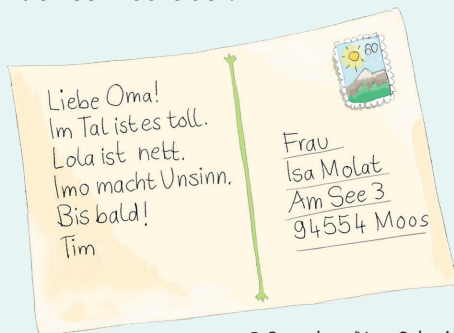 Liebe Oma!
Im Tal ist es toll.
Lola ist nett.
Imo macht Unsinn.
Bis bald!
Tim
60
Frau
Isa Molat
Am See 3
94554 Moos